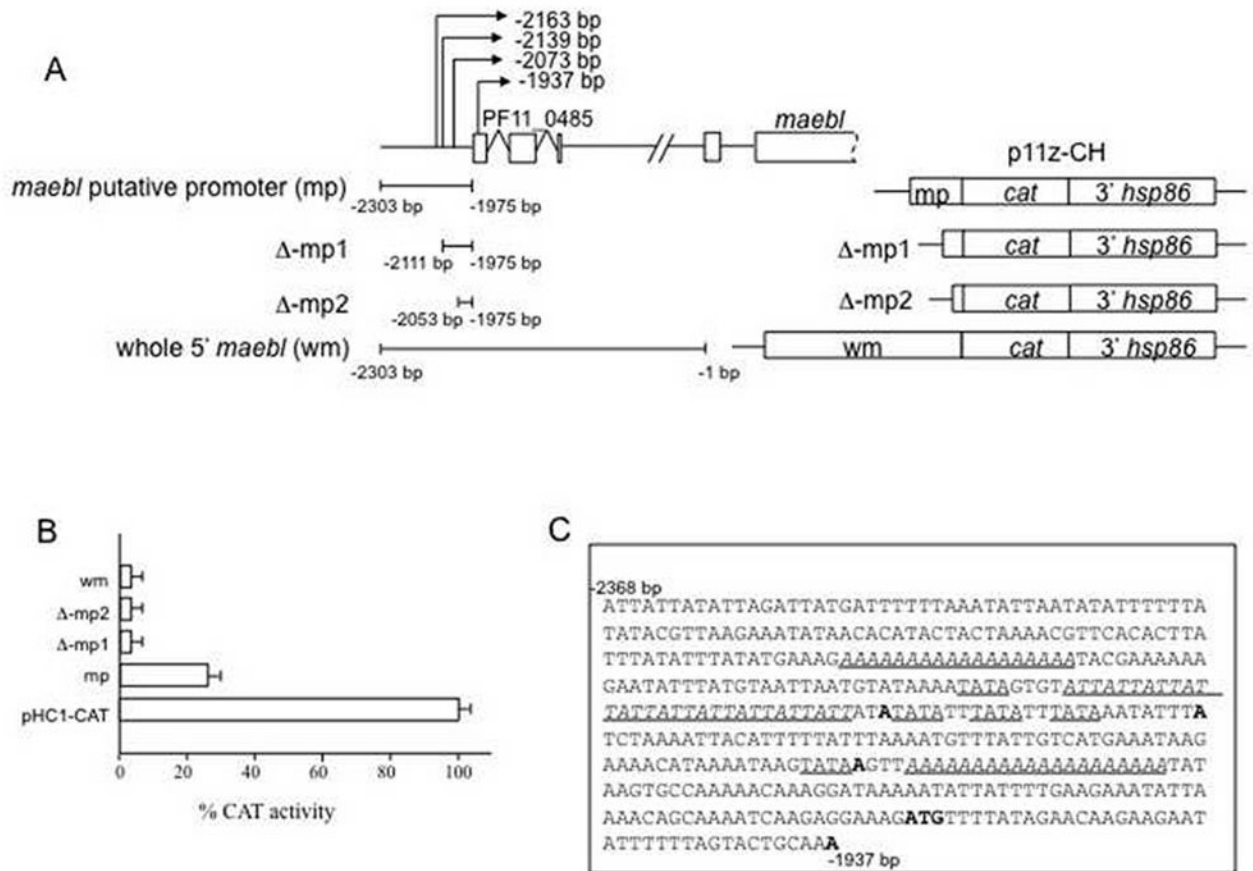 A
-2163 bp
-2139 bp
-2073 bp
-1937 bp
PF11_0485
maebl
p11z-CH
maebl putative promoter (mp)
-2303 bp
-1975 bp
mp
cat
3' hsp86
Δ-mp1
-2111 bp
-1975 bp
Δ-mp1
cat
3' hsp86
Δ-mp2
-2053 bp
-1975 bp
Δ-mp2
cat
3' hsp86
whole 5' maebl (wm)
-2303 bp
-1 bp
wm
cat
3' hsp86
B
wm
Δ-mp2
Δ-mp1
mp
pHC1-CAT
0
20
40
60
80
100
% CAT activity
C
-2368 bp
ATTATTATATTAGATTATGATTTTTTAAATATTAATATATTTTTTA
TATACGTTAAGAAATATAACACATACTACTAAAACGTTCACACTTA
TTTATATTTATATGAAAGAAAAAAAAAAAAAAAAAATACGAAAAAA
GAATATTTATGTAATTAATGTATAAAATATAGTGTATTATTATTAT
TATTATTATTATTATTATTATATATATTTATATTTATAAATATTTA
TCTAAAATTACATTTTTATTTAAAATGTTTATTGTCATGAAATAAG
AAAACATAAAATAAGTATAAGTTAAAAAAAAAAAAAAAAAAAATAT
AAGTGCCAAAAACAAAGGATAAAAATATTATTTTGAAGAAATATTA
AAACAGCAAAATCAAGAGGAAAGATGTTTTATAGAACAAGAAGAAT
ATTTTTTAGTACTGCAAA
-1937 bp